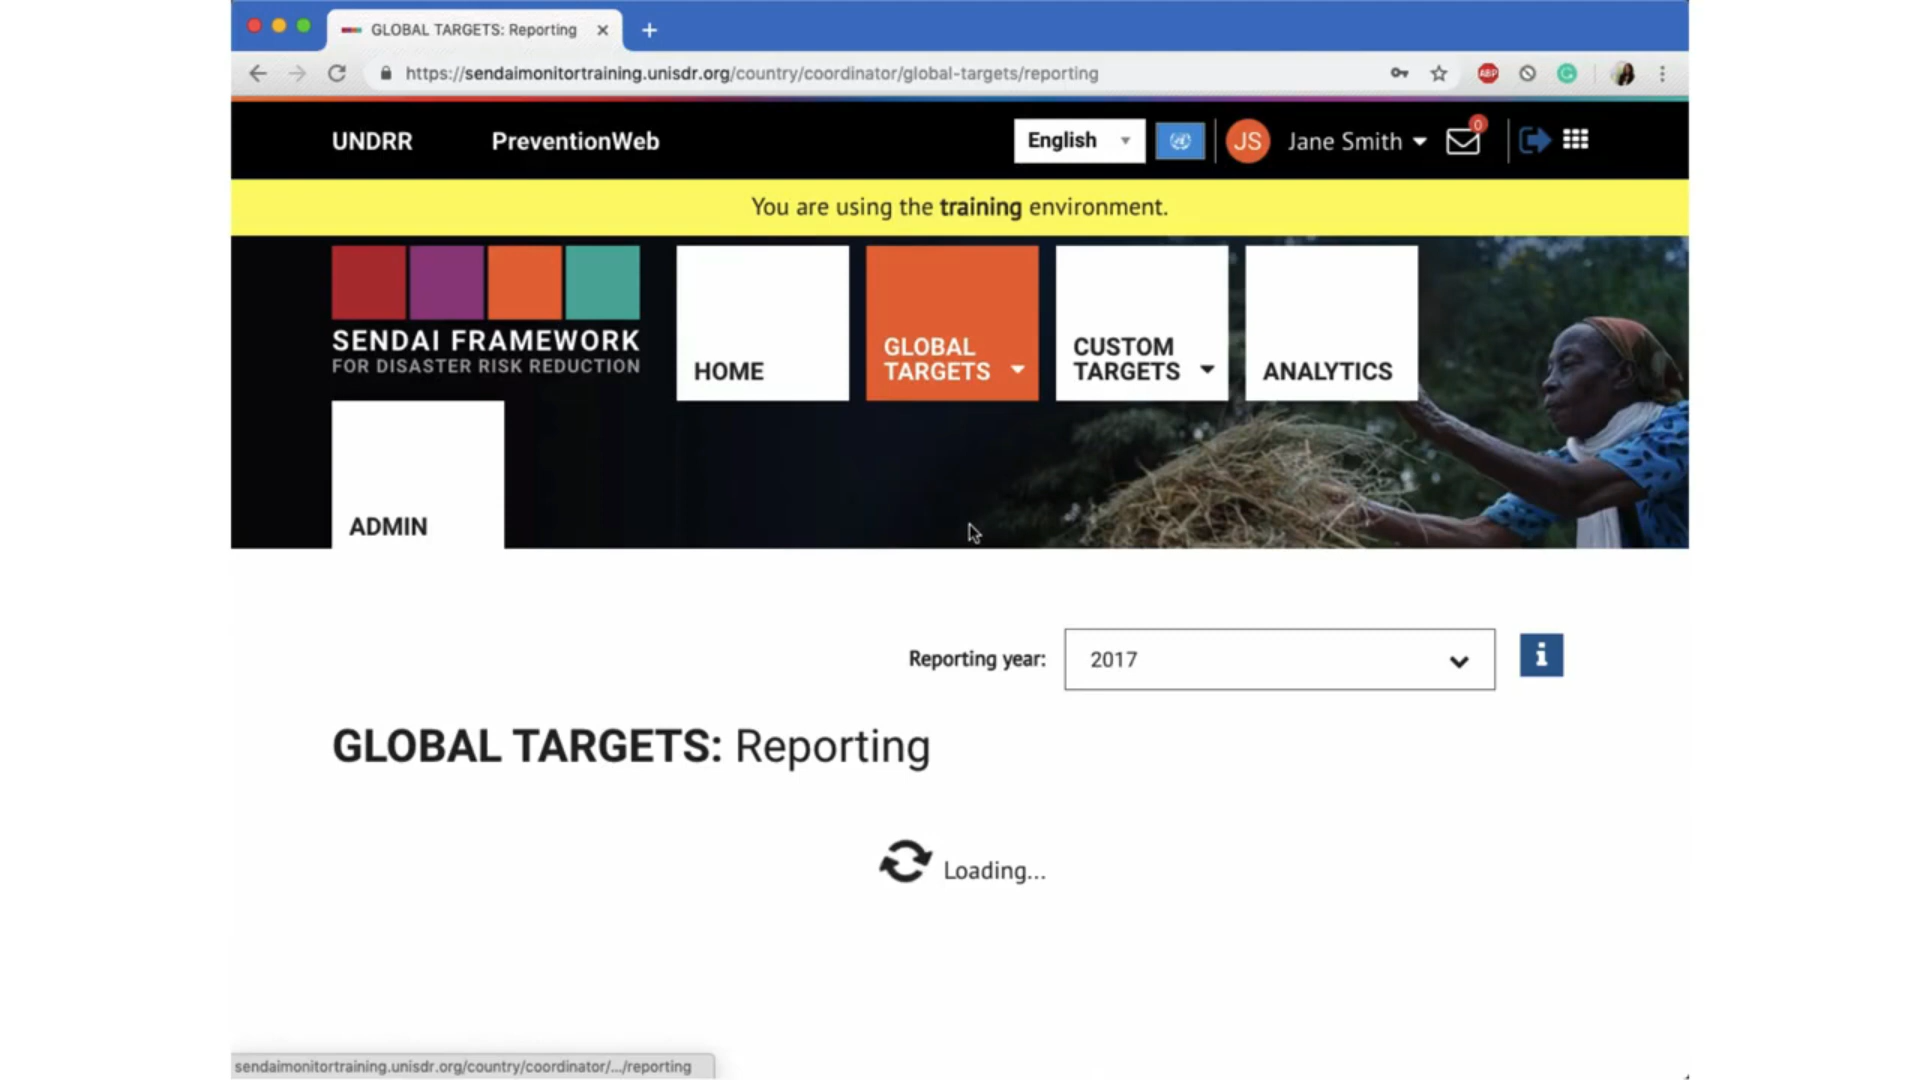 GLOBAL TARGETS: Reporting
https://sendaimonitortraining.unisdr.org/country/coordinator/global-targets/reporting
ABP
UNDRR
PreventionWeb
English
JS
Jane Smith
0
You are using the training environment.
SENDAI FRAMEWORK
FOR DISASTER RISK REDUCTION
HOME
GLOBAL
TARGETS
CUSTOM
TARGETS
ANALYTICS
ADMIN
Reporting year:
2017
i
GLOBAL TARGETS: Reporting
Loading...
sendaimonitortraining.unisdr.org/country/coordinator/.../reporting